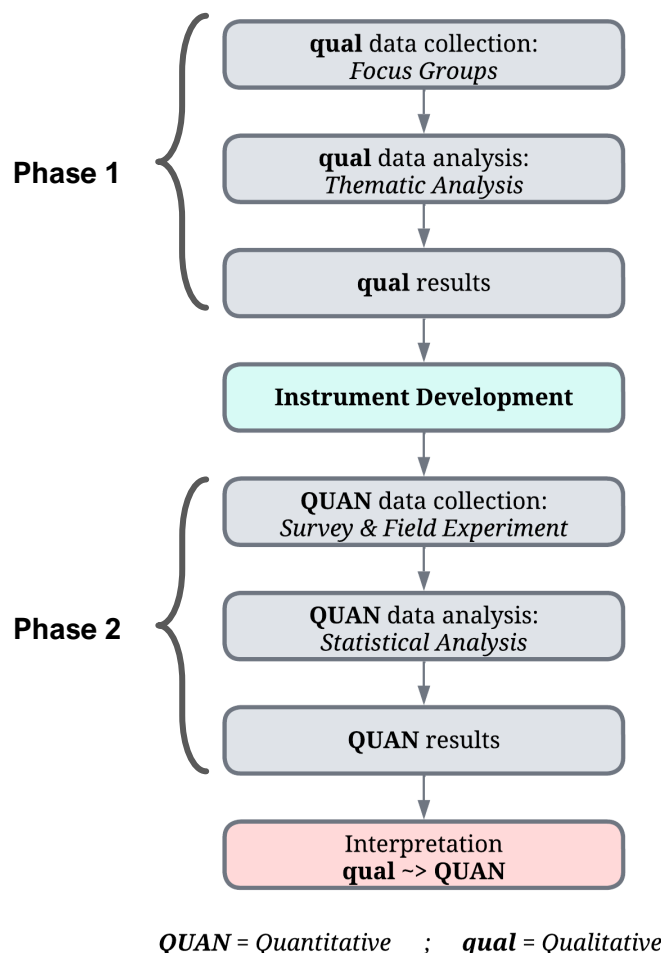 qual data collection:
Focus Groups
Phase 1
qual data analysis:
Thematic Analysis
qual results
Instrument Development
QUAN data collection:
Survey & Field Experiment
Phase 2
QUAN data analysis:
Statistical Analysis
QUAN results
Interpretation
qual ~> QUAN
QUAN = Quantitative ; qual = Qualitative